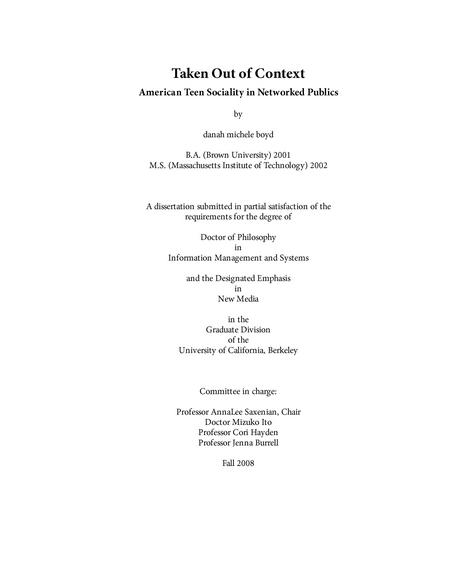 Taken Out of Context
American Teen Sociality in Networked Publics
by
danah michele boyd
B.A. (Brown University) 2001
M.S. (Massachusetts Institute of Technology) 2002
A dissertation submitted in partial satisfaction of the
requirements for the degree of
Doctor of Philosophy
in
Information Management and Systems
and the Designated Emphasis
in
New Media
in the
Graduate Division
of the
University of California, Berkeley
Committee in charge:
Professor AnnaLee Saxenian, Chair
Doctor Mizuko Ito
Professor Cori Hayden
Professor Jenna Burrell
Fall 2008